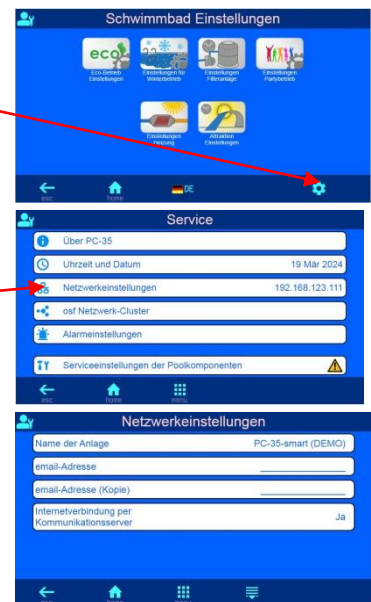 Schwimmbad Einstellungen
eco
Eco-Betrieb
Einstellungen
Einstellungen für
Winterbetrieb
Einstellungen
Filteranlage
Einstellungen
Partybetrieb
Einstellungen
Heizung
Attraktion
Einstellungen
esc
home
DE
Service
Über PC-35
Uhrzeit und Datum 19 Mär 2024
Netzwerkeinstellungen 192.168.123.111
osf Netzwerk-Cluster
Alarmeinstellungen
Serviceeinstellungen der Poolkomponenten
esc
home
menu
Netzwerkeinstellungen
Name der Anlage PC-35-smart (DEMO)
email-Adresse
email-Adresse (Kopie)
Internetverbindung per
Kommunikationsserver Ja